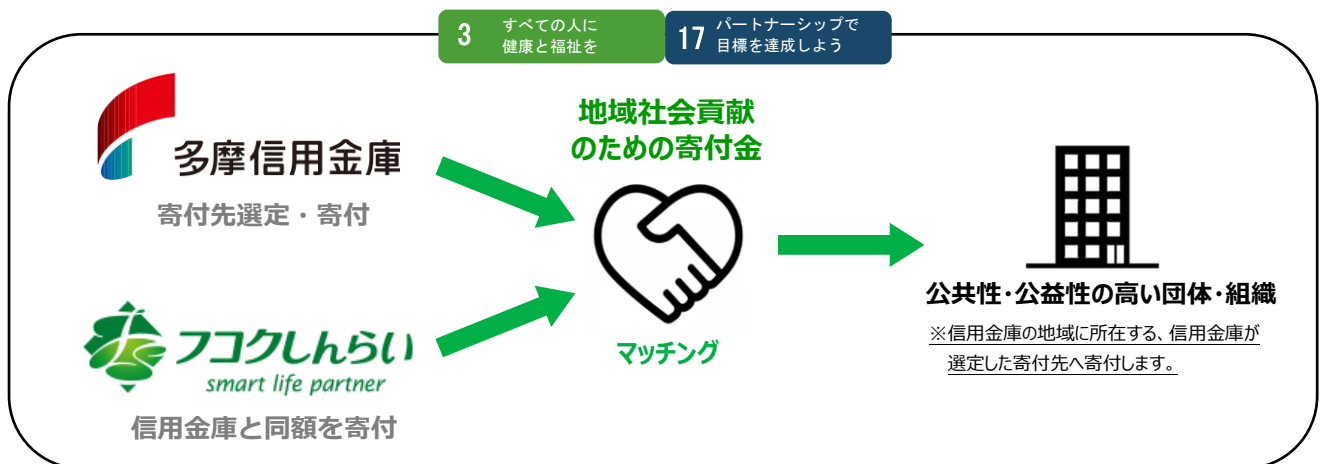 3
すべての人に
健康と福祉を
17
パートナーシップで
目標を達成しよう
多摩信用金庫
寄付先選定・寄付
フコクしんらい
smart life partner
信用金庫と同額を寄付
地域社会貢献
のための寄付金
マッチング
公共性・公益性の高い団体・組織
※信用金庫の地域に所在する、信用金庫が
選定した寄付先へ寄付します。